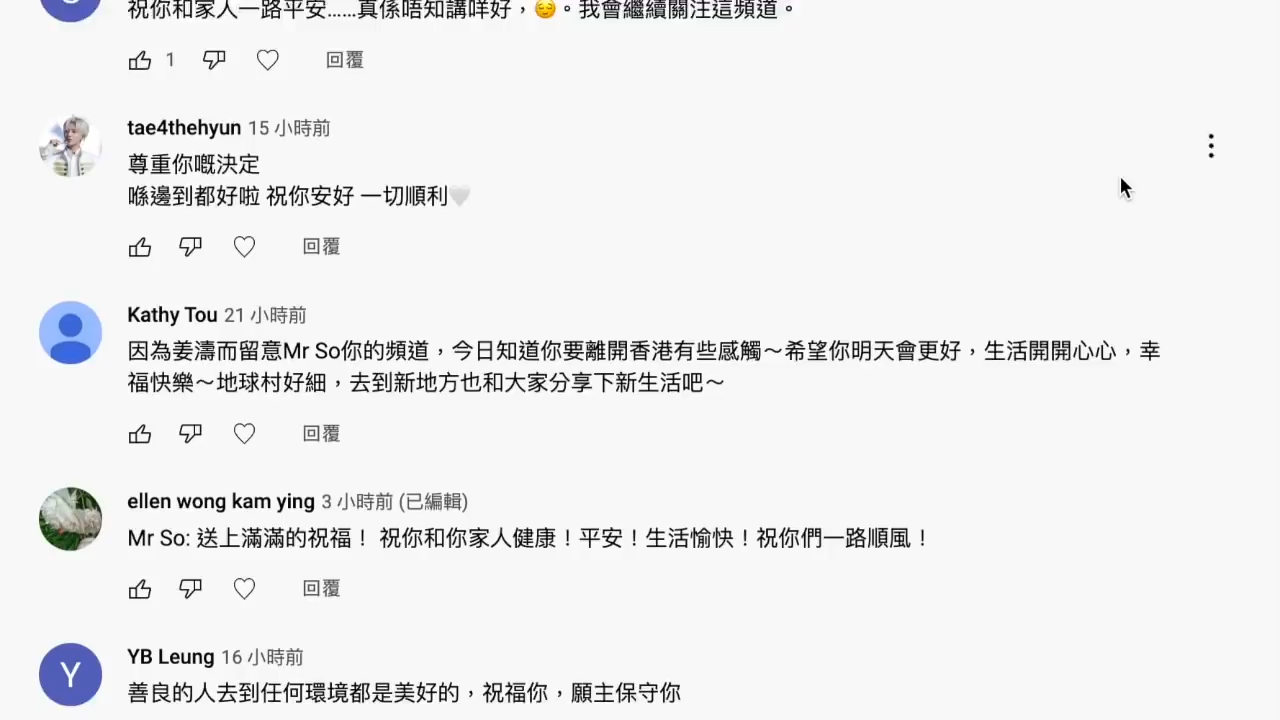 祝你和家人一路平安......真係唔知講咩好，😌。我會繼續關注這頻道。
1 回覆
tae4thehyun 15 小時前
尊重你嘅決定
喺邊到都好啦 祝你安好 一切順利🤍
回覆
Kathy Tou 21 小時前
因為姜濤而留意Mr So你的頻道，今日知道你要離開香港有些感觸～希望你明天會更好，生活開開心心，幸
福快樂～地球村好細，去到新地方也和大家分享下新生活吧～
回覆
ellen wong kam ying 3 小時前 (已編輯)
Mr So: 送上滿滿的祝福！ 祝你和你家人健康！平安！生活愉快！祝你們一路順風！
回覆
Y
YB Leung 16 小時前
善良的人去到任何環境都是美好的，祝福你，願主保守你